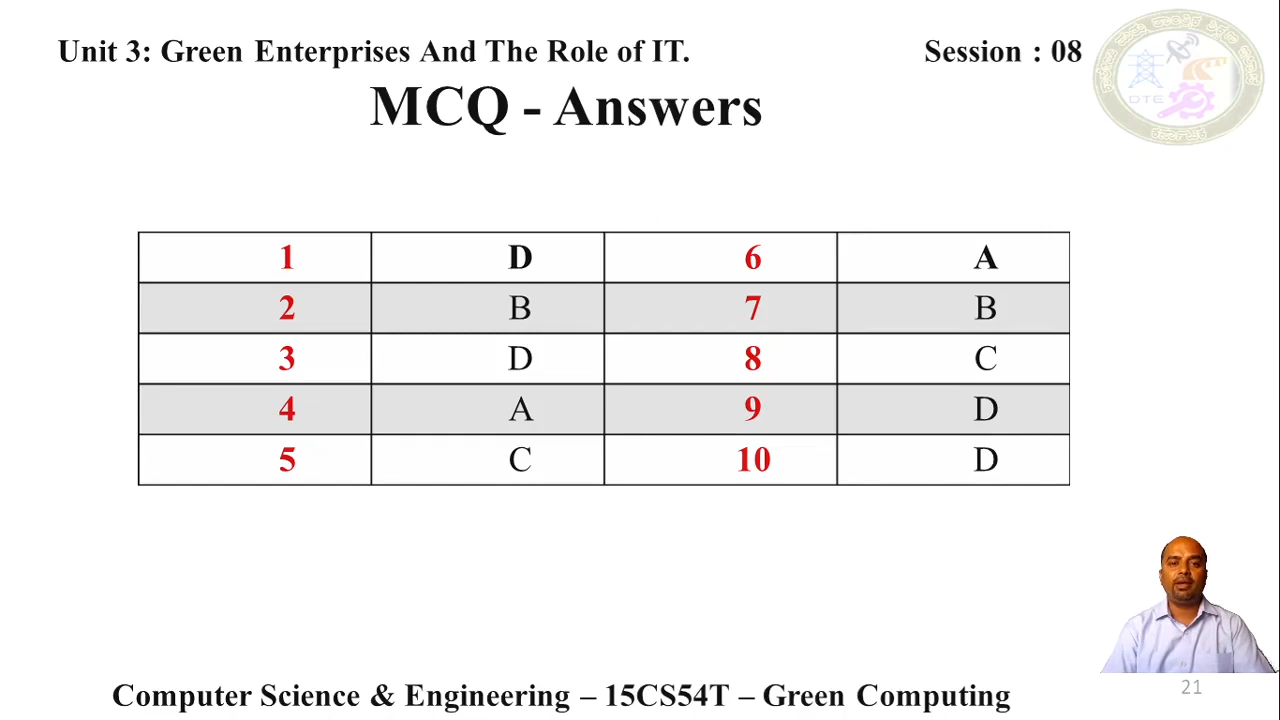 Unit 3: Green Enterprises And The Role of IT. Session : 08
MCQ - Answers
1 D 6 A
2 B 7 B
3 D 8 C
4 A 9 D
5 C 10 D
DTE
Computer Science & Engineering – 15CS54T – Green Computing
21